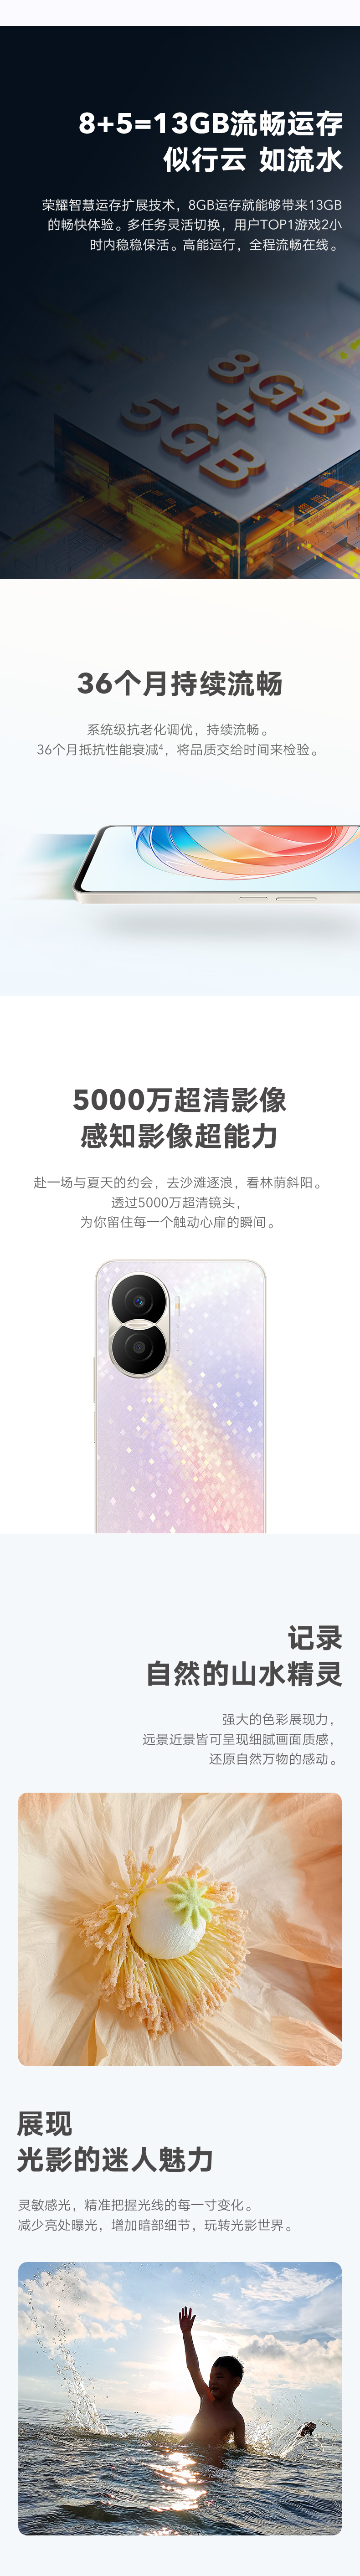 8+5=13GB流畅运存
似行云 如流水
荣耀智慧运存扩展技术，8GB运存就能够带来13GB
的畅快体验。多任务灵活切换，用户TOP1游戏2小
时内稳稳保活。高能运行，全程流畅在线。
8GB
+
5GB
36个月持续流畅
系统级抗老化调优，持续流畅。
36个月抵抗性能衰减4，将品质交给时间来检验。
5000万超清影像
感知影像超能力
赴一场与夏天的约会，去沙滩逐浪，看林荫斜阳。
透过5000万超清镜头，
为你留住每一个触动心扉的瞬间。
记录
自然的山水精灵
强大的色彩展现力，
远景近景皆可呈现细腻画面质感，
还原自然万物的感动。
展现
光影的迷人魅力
灵敏感光，精准把握光线的每一寸变化。
减少亮处曝光，增加暗部细节，玩转光影世界。